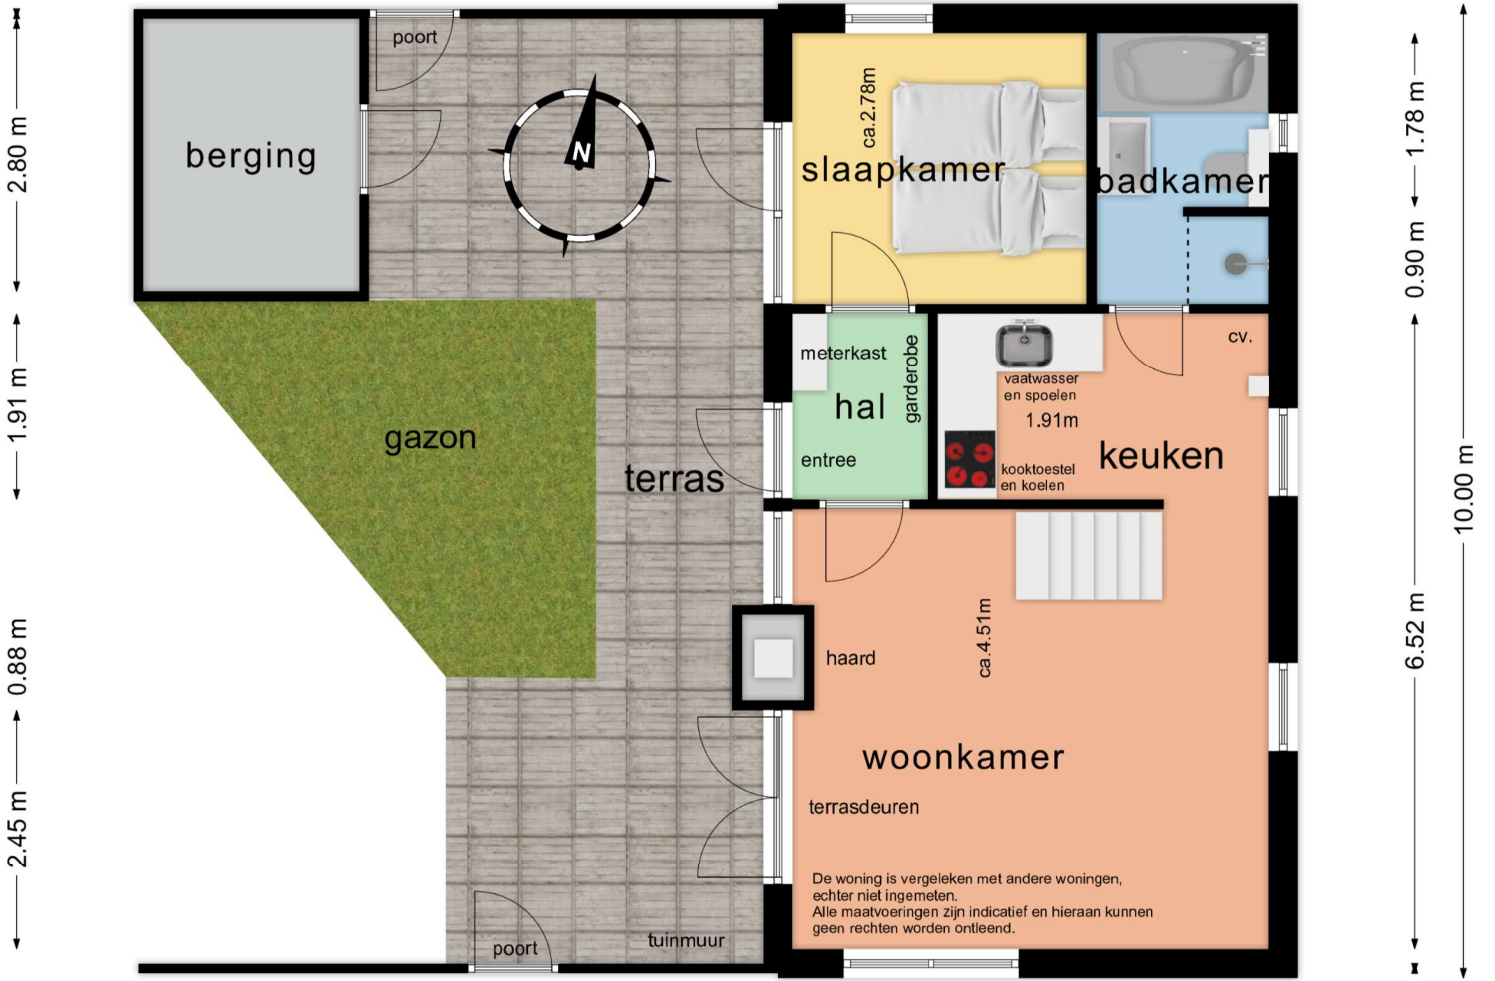 poort
2.80 m
berging
N
ca.2.78m
slaapkamer
badkamer
1.78 m
0.90 m
1.91 m
gazon
terras
meterkast
garderobe
hal
entree
vaatwasser
en spoelen
1.91m
kooktoestel
en koelen
keuken
cv.
10.00 m
0.88 m
haard
ca.4.51m
6.52 m
woonkamer
terrasdeuren
2.45 m
De woning is vergeleken met andere woningen,
echter niet ingemeten.
Alle maatvoeringen zijn indicatief en hieraan kunnen
geen rechten worden ontleend.
poort
tuinmuur